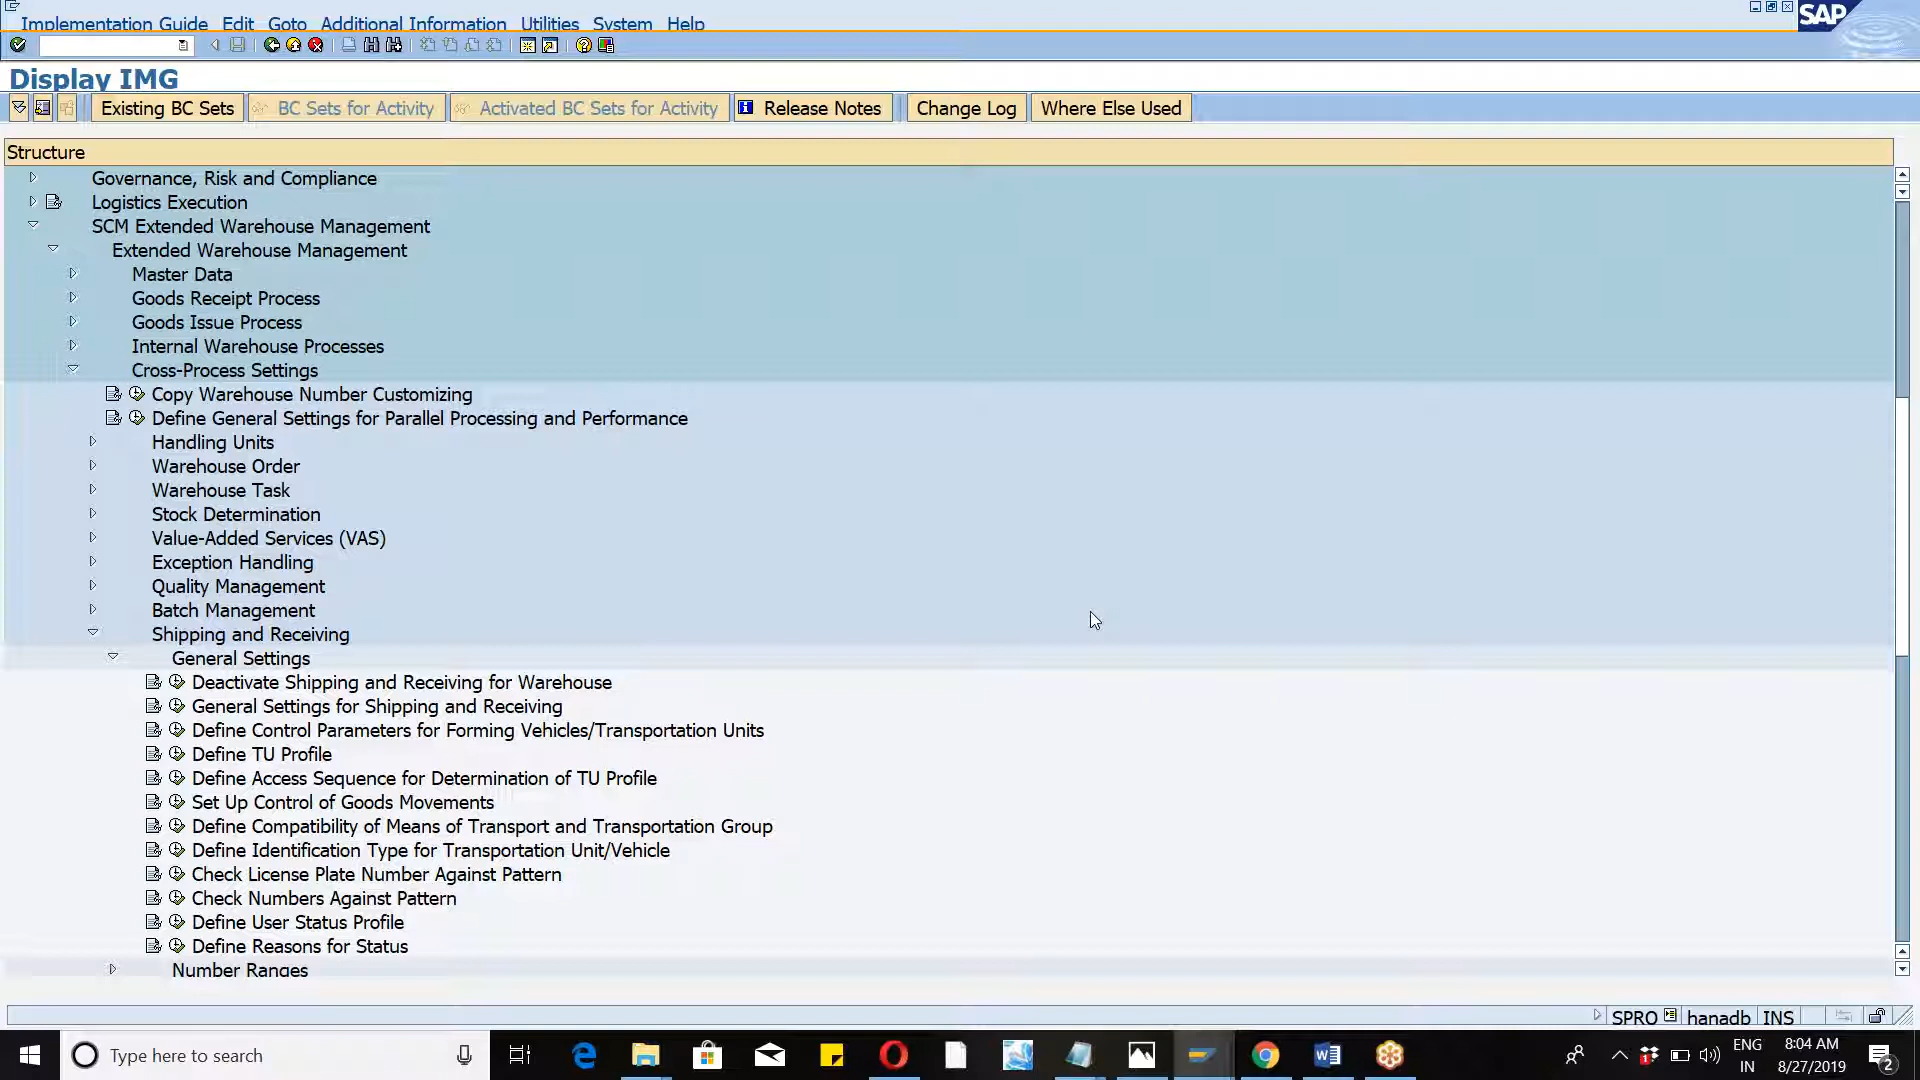 Implementation Guide Edit Goto Additional Information Utilities System Help
SAP
Display IMG
Existing BC Sets BC Sets for Activity Activated BC Sets for Activity Release Notes Change Log Where Else Used
Structure
Governance, Risk and Compliance
Logistics Execution
SCM Extended Warehouse Management
Extended Warehouse Management
Master Data
Goods Receipt Process
Goods Issue Process
Internal Warehouse Processes
Cross-Process Settings
Copy Warehouse Number Customizing
Define General Settings for Parallel Processing and Performance
Handling Units
Warehouse Order
Warehouse Task
Stock Determination
Value-Added Services (VAS)
Exception Handling
Quality Management
Batch Management
Shipping and Receiving
General Settings
Deactivate Shipping and Receiving for Warehouse
General Settings for Shipping and Receiving
Define Control Parameters for Forming Vehicles/Transportation Units
Define TU Profile
Define Access Sequence for Determination of TU Profile
Set Up Control of Goods Movements
Define Compatibility of Means of Transport and Transportation Group
Define Identification Type for Transportation Unit/Vehicle
Check License Plate Number Against Pattern
Check Numbers Against Pattern
Define User Status Profile
Define Reasons for Status
Number Ranges
SPRO hanadb INS
Type here to search
ENG 8:04 AM
IN 8/27/2019 2